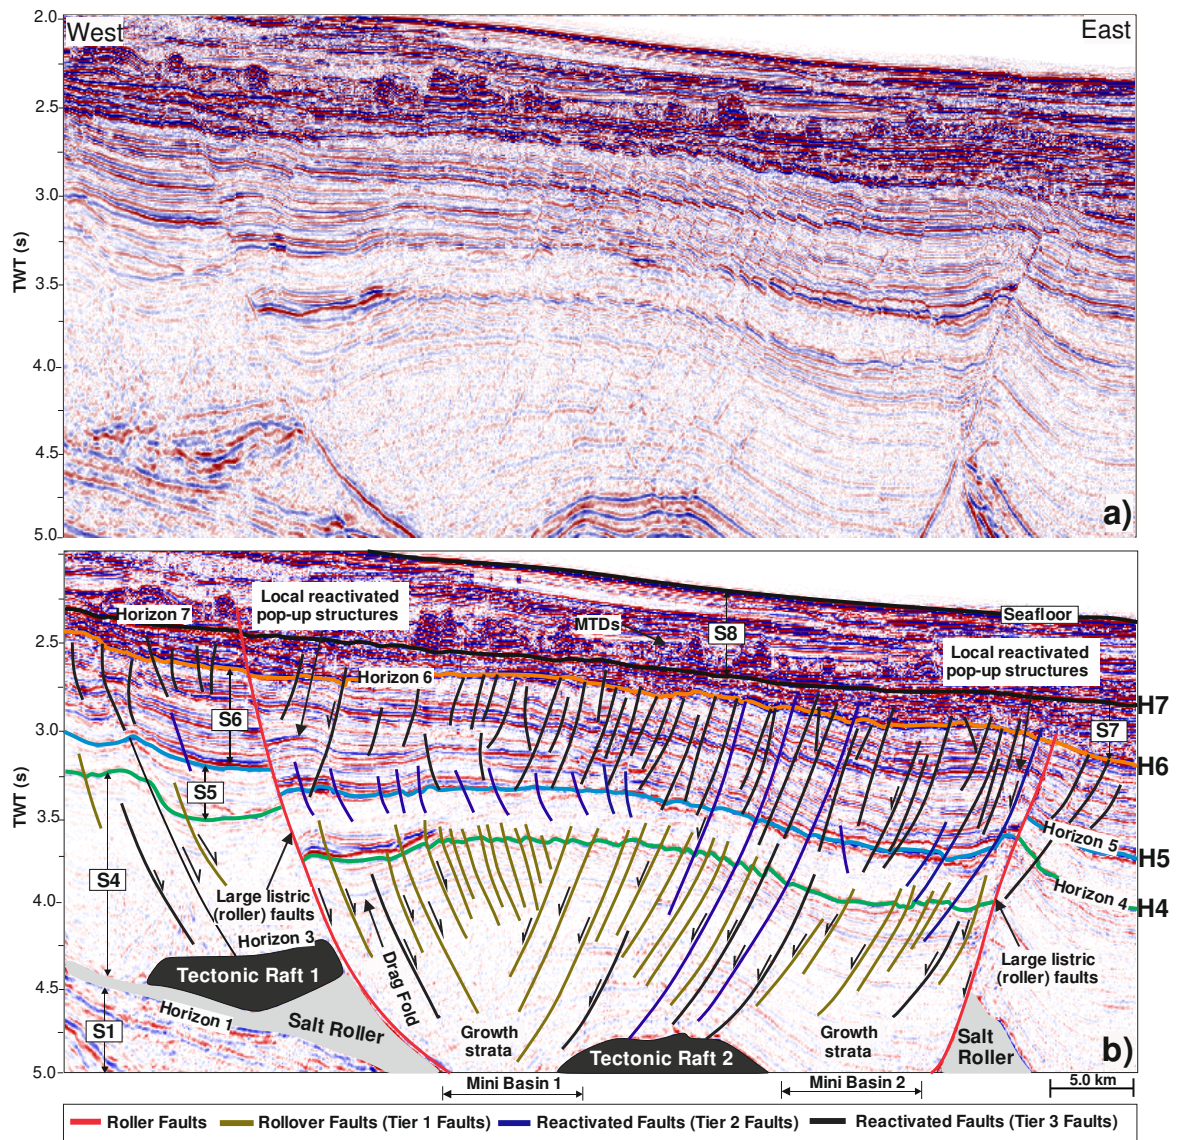 West
East
2.0
2.5
3.0
3.5
4.0
4.5
5.0
TWT (s)
a)
Local reactivated
pop-up structures
Horizon 7
MTDs
S8
Seafloor
Local reactivated
pop-up structures
Horizon 6
H7
S7
S6
H6
S5
Horizon 5
H5
S4
Large listric
(roller) faults
Horizon 4
H4
Horizon 3
Tectonic Raft 1
Drag Fold
Large listric
(roller) faults
Horizon 1
S1
Salt Roller
Growth
strata
Tectonic Raft 2
Growth
strata
Salt
Roller
b)
2.5
3.0
3.5
4.0
4.5
5.0
TWT (s)
Mini Basin 1
Mini Basin 2
5.0 km
Roller Faults
Rollover Faults (Tier 1 Faults)
Reactivated Faults (Tier 2 Faults)
Reactivated Faults (Tier 3 Faults)